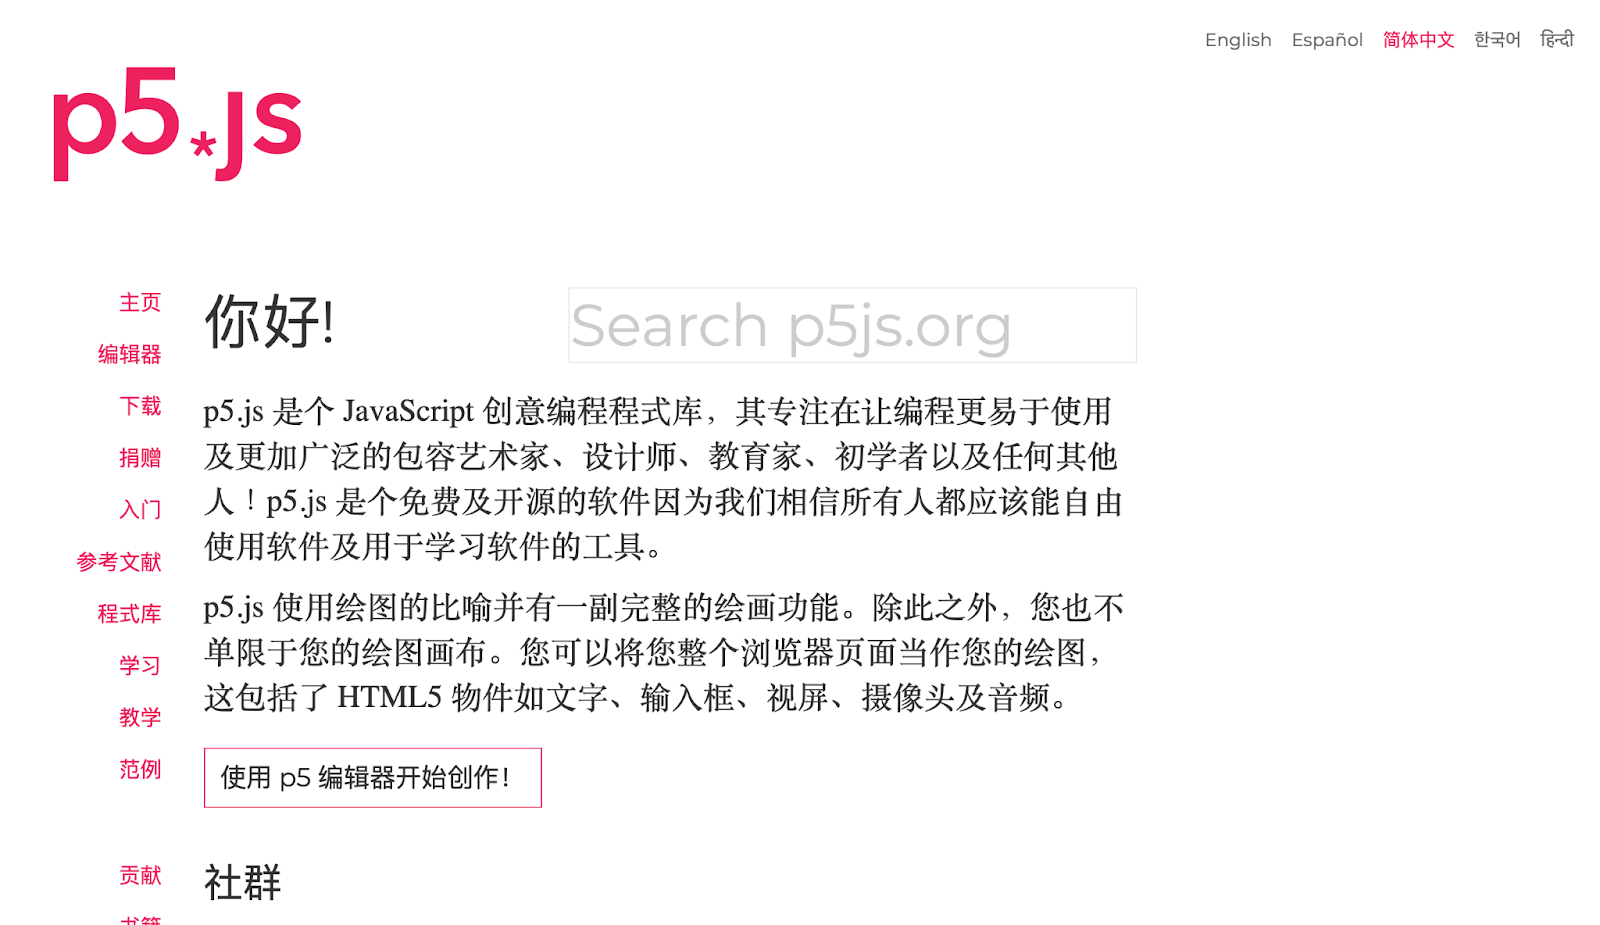 English Español 简体中文 한국어 हिन्दी
p5*js
主页
编辑器
下载
捐赠
入门
参考文献
程式库
学习
教学
范例
贡献
书籍
你好!
Search p5js.org
p5.js 是个 JavaScript 创意编程程式库，其专注在让编程更易于使用
及更加广泛的包容艺术家、设计师、教育家、初学者以及任何其他
人！p5.js 是个免费及开源的软件因为我们相信所有人都应该能自由
使用软件及用于学习软件的工具。
p5.js 使用绘图的比喻并有一副完整的绘画功能。除此之外，您也不
单限于您的绘图画布。您可以将您整个浏览器页面当作您的绘图，
这包括了 HTML5 物件如文字、输入框、视屏、摄像头及音频。
使用 p5 编辑器开始创作！
社群